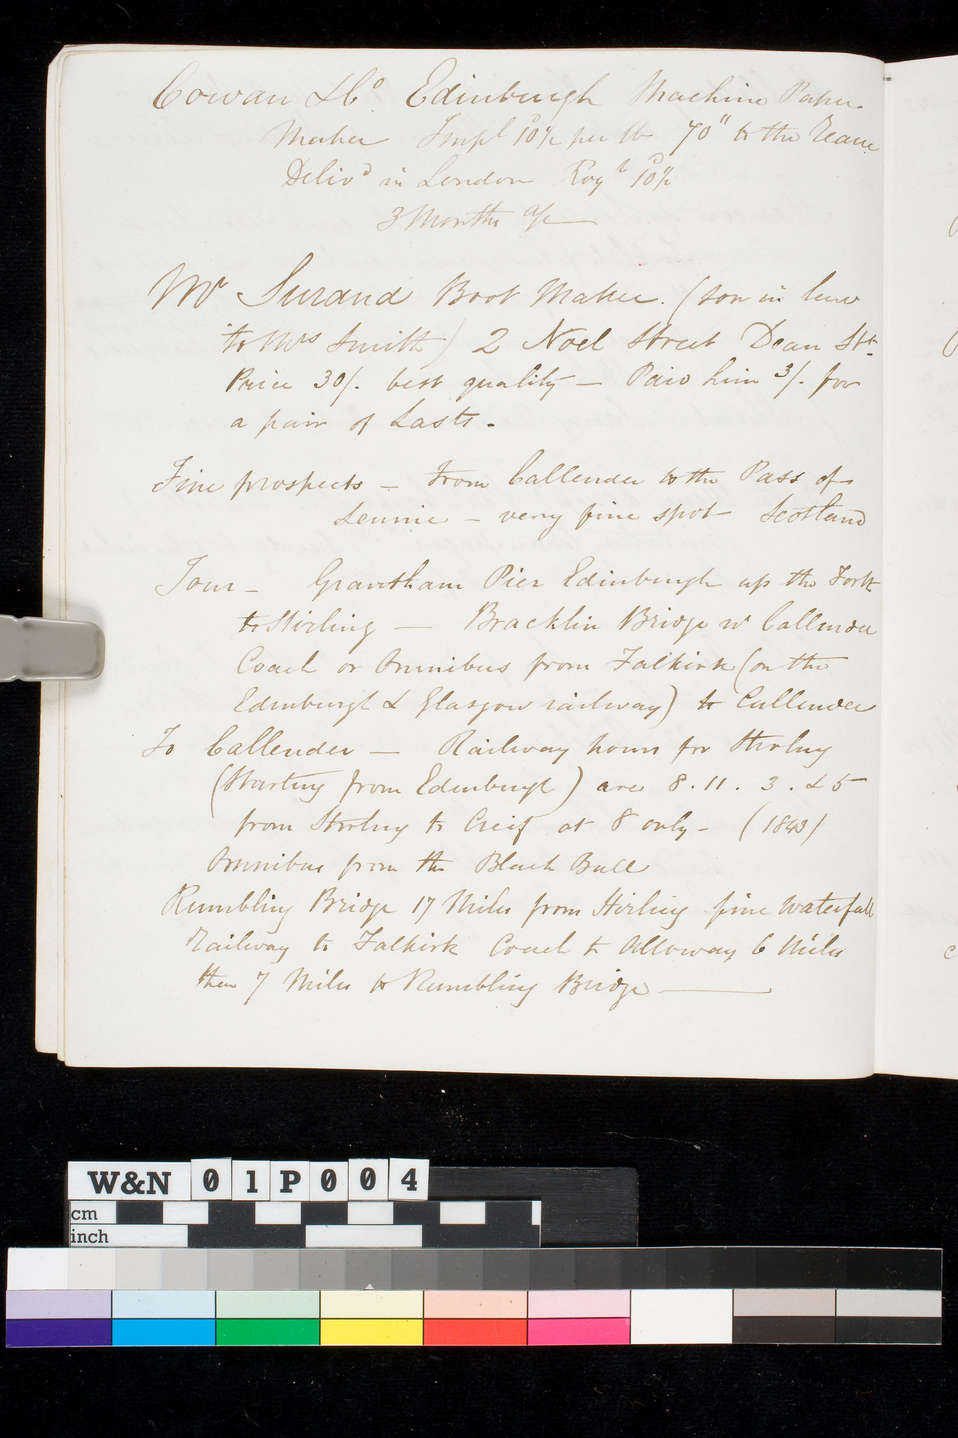 Cowan & Co Edinburgh Machine Paper
Maker Impl 10d/2 per lb 70" to the Ream
Delivd in London Roy
3 Months a/c
Mr Surand Boot Maker. (son in law
to Mrs Smith) 2 Noel Street Dean St
Price 30/. best quality - Paid him 3/. for
a pair of Lasts.
Fine prospects - From Callender to the Pass of
Lennie - very fine spot Scotland
Tour - Grantham Pier Edinburgh up the Forth
to Stirling - Bracklin Bridge nr Callender
Coach or Omnibus from Falkirk (on the
Edinburgh & Glasgow railway) to Callender
To Callender - Railway hours for Stirling
(Starting from Edinburgh) are 8. 11. 3. & 5
from Stirling to Creif at 8 only - (1843)
Omnibus from the Black Bull
Rumbling Bridge 17 Miles from Stirling fine Waterfall
Railway to Falkirk Coach to Alloway 6 Miles
then 7 Miles to Rumbling Bridge
W&N 01P004
cm
inch